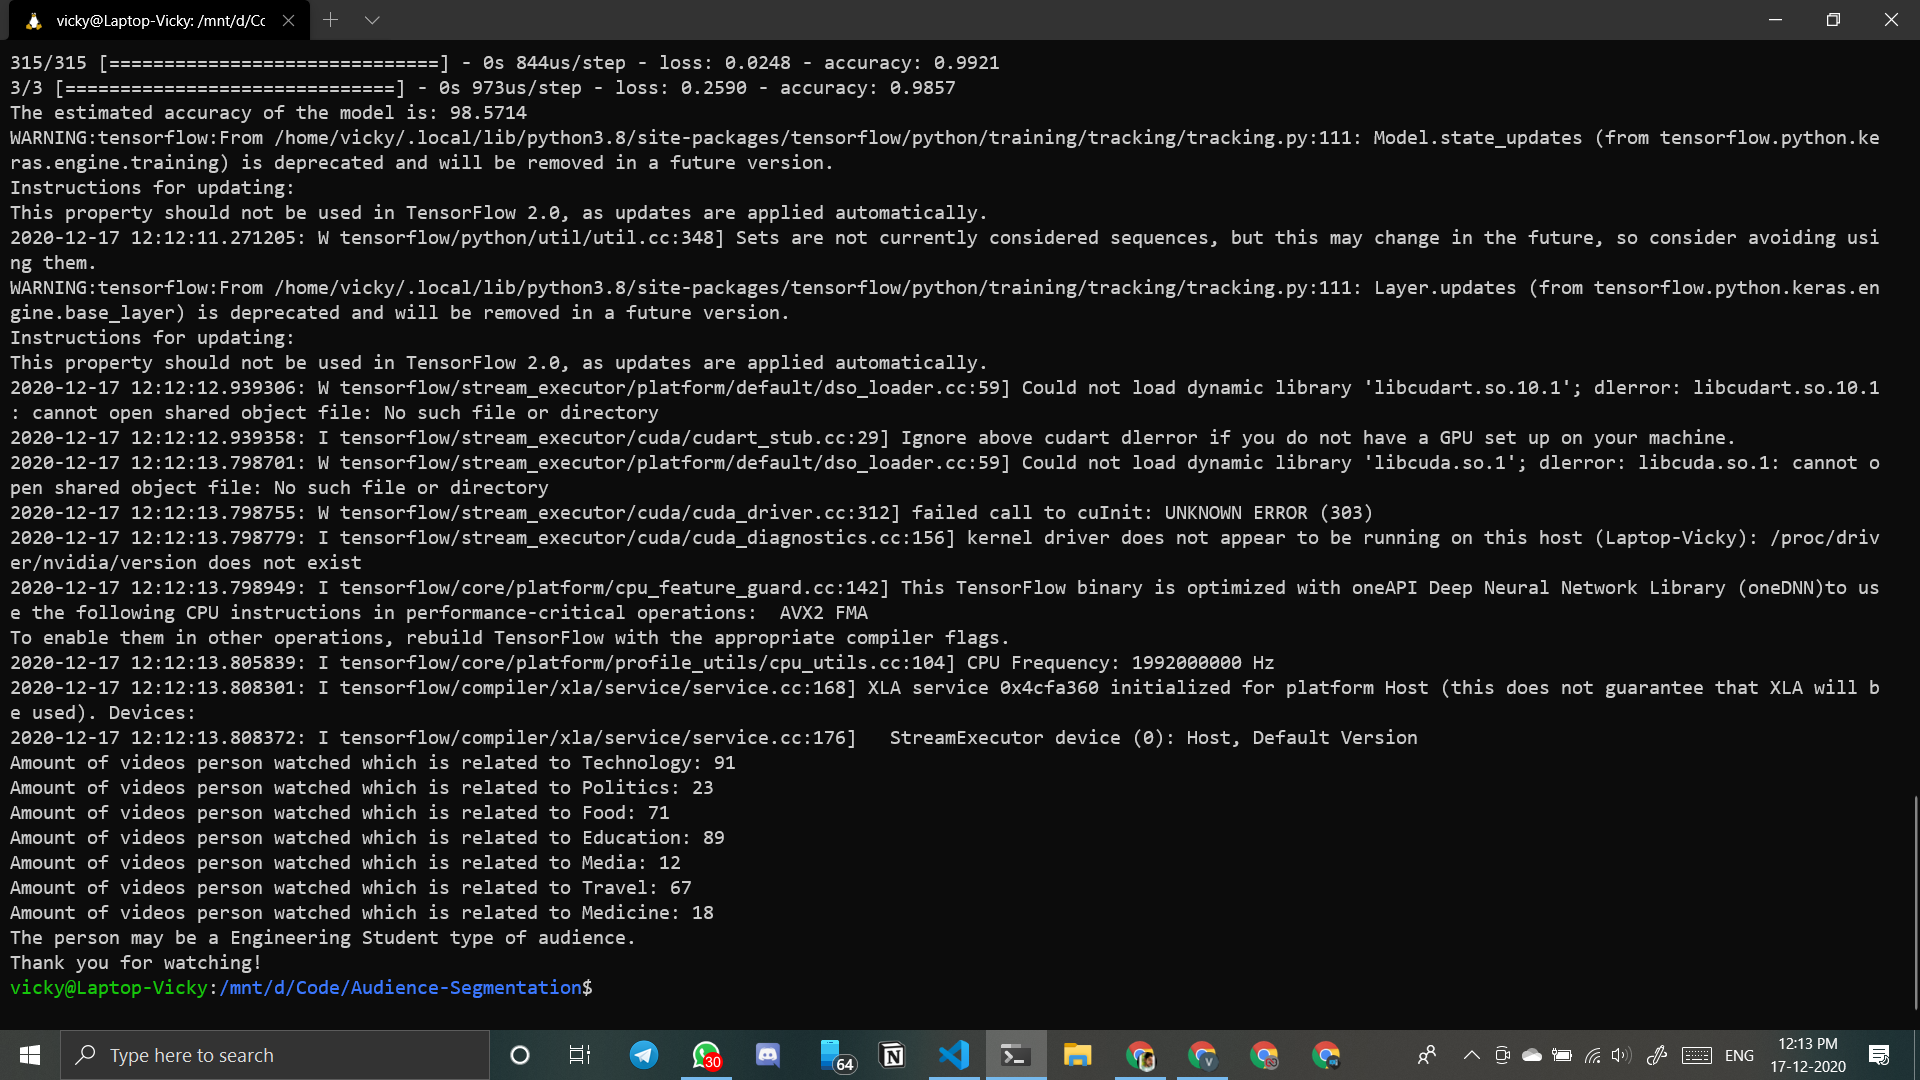 vicky@Laptop-Vicky: /mnt/d/Cc
315/315 [==============================] - 0s 844us/step - loss: 0.0248 - accuracy: 0.9921
3/3 [==============================] - 0s 973us/step - loss: 0.2590 - accuracy: 0.9857
The estimated accuracy of the model is: 98.5714
WARNING:tensorflow:From /home/vicky/.local/lib/python3.8/site-packages/tensorflow/python/training/tracking/tracking.py:111: Model.state_updates (from tensorflow.python.ke
ras.engine.training) is deprecated and will be removed in a future version.
Instructions for updating:
This property should not be used in TensorFlow 2.0, as updates are applied automatically.
2020-12-17 12:12:11.271205: W tensorflow/python/util/util.cc:348] Sets are not currently considered sequences, but this may change in the future, so consider avoiding usi
ng them.
WARNING:tensorflow:From /home/vicky/.local/lib/python3.8/site-packages/tensorflow/python/training/tracking/tracking.py:111: Layer.updates (from tensorflow.python.keras.en
gine.base_layer) is deprecated and will be removed in a future version.
Instructions for updating:
This property should not be used in TensorFlow 2.0, as updates are applied automatically.
2020-12-17 12:12:12.939306: W tensorflow/stream_executor/platform/default/dso_loader.cc:59] Could not load dynamic library 'libcudart.so.10.1'; dlerror: libcudart.so.10.1
: cannot open shared object file: No such file or directory
2020-12-17 12:12:12.939358: I tensorflow/stream_executor/cuda/cudart_stub.cc:29] Ignore above cudart dlerror if you do not have a GPU set up on your machine.
2020-12-17 12:12:13.798701: W tensorflow/stream_executor/platform/default/dso_loader.cc:59] Could not load dynamic library 'libcuda.so.1'; dlerror: libcuda.so.1: cannot o
pen shared object file: No such file or directory
2020-12-17 12:12:13.798755: W tensorflow/stream_executor/cuda/cuda_driver.cc:312] failed call to cuInit: UNKNOWN ERROR (303)
2020-12-17 12:12:13.798779: I tensorflow/stream_executor/cuda/cuda_diagnostics.cc:156] kernel driver does not appear to be running on this host (Laptop-Vicky): /proc/driv
er/nvidia/version does not exist
2020-12-17 12:12:13.798949: I tensorflow/core/platform/cpu_feature_guard.cc:142] This TensorFlow binary is optimized with oneAPI Deep Neural Network Library (oneDNN)to us
e the following CPU instructions in performance-critical operations:  AVX2 FMA
To enable them in other operations, rebuild TensorFlow with the appropriate compiler flags.
2020-12-17 12:12:13.805839: I tensorflow/core/platform/profile_utils/cpu_utils.cc:104] CPU Frequency: 1992000000 Hz
2020-12-17 12:12:13.808301: I tensorflow/compiler/xla/service/service.cc:168] XLA service 0x4cfa360 initialized for platform Host (this does not guarantee that XLA will b
e used). Devices:
2020-12-17 12:12:13.808372: I tensorflow/compiler/xla/service/service.cc:176]   StreamExecutor device (0): Host, Default Version
Amount of videos person watched which is related to Technology: 91
Amount of videos person watched which is related to Politics: 23
Amount of videos person watched which is related to Food: 71
Amount of videos person watched which is related to Education: 89
Amount of videos person watched which is related to Media: 12
Amount of videos person watched which is related to Travel: 67
Amount of videos person watched which is related to Medicine: 18
The person may be a Engineering Student type of audience.
Thank you for watching!
vicky@Laptop-Vicky:/mnt/d/Code/Audience-Segmentation$
Type here to search
30
64
N
V
ENG
12:13 PM
17-12-2020